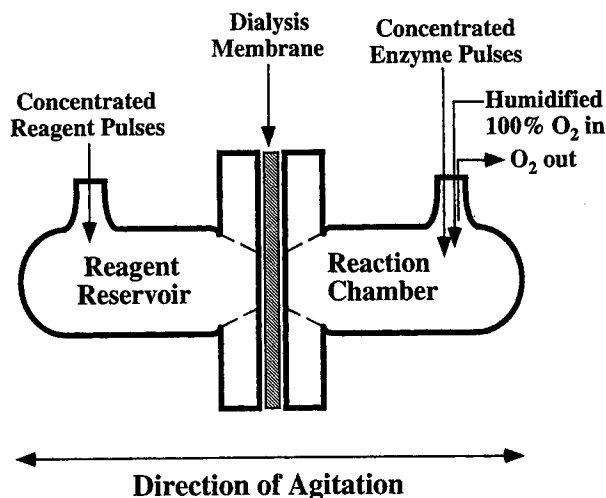 Dialysis
Membrane
Concentrated
Enzyme Pulses
Concentrated
Reagent Pulses
Humidified
100% O₂ in
O₂ out
Reagent
Reservoir
Reaction
Chamber
Direction of Agitation